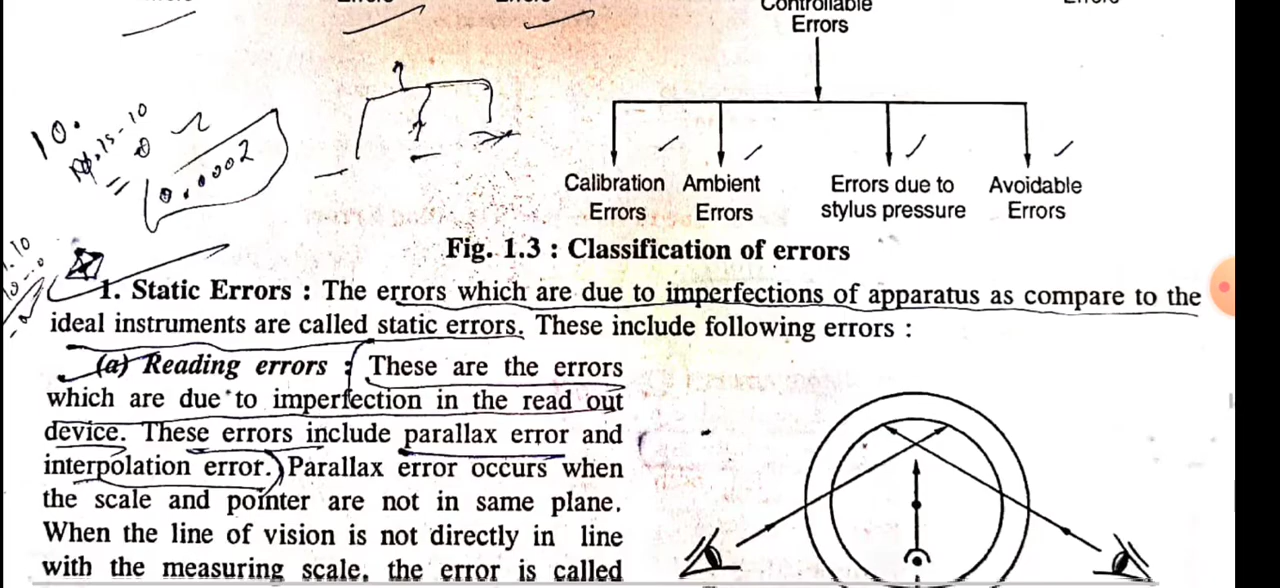 Controllable
Errors
10.
0.0002
Calibration Errors
Ambient Errors
Errors due to stylus pressure
Avoidable Errors
Fig. 1.3 : Classification of errors
1. Static Errors : The errors which are due to imperfections of apparatus as compare to the
ideal instruments are called static errors. These include following errors :
(a) Reading errors : These are the errors
which are due to imperfection in the read out
device. These errors include parallax error and
interpolation error. Parallax error occurs when
the scale and pointer are not in same plane.
When the line of vision is not directly in line
with the measuring scale, the error is called